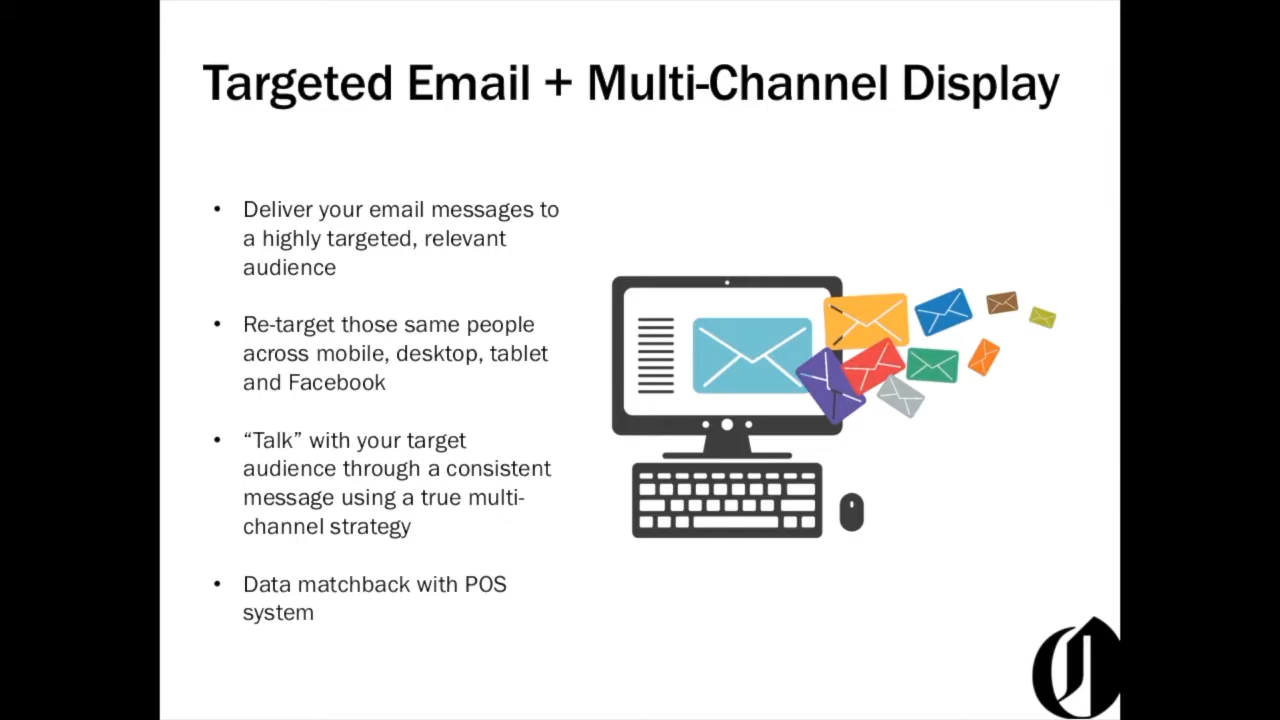 Targeted Email + Multi-Channel Display
• Deliver your email messages to
a highly targeted, relevant
audience
• Re-target those same people
across mobile, desktop, tablet
and Facebook
• “Talk” with your target
audience through a consistent
message using a true multi-
channel strategy
• Data matchback with POS
system